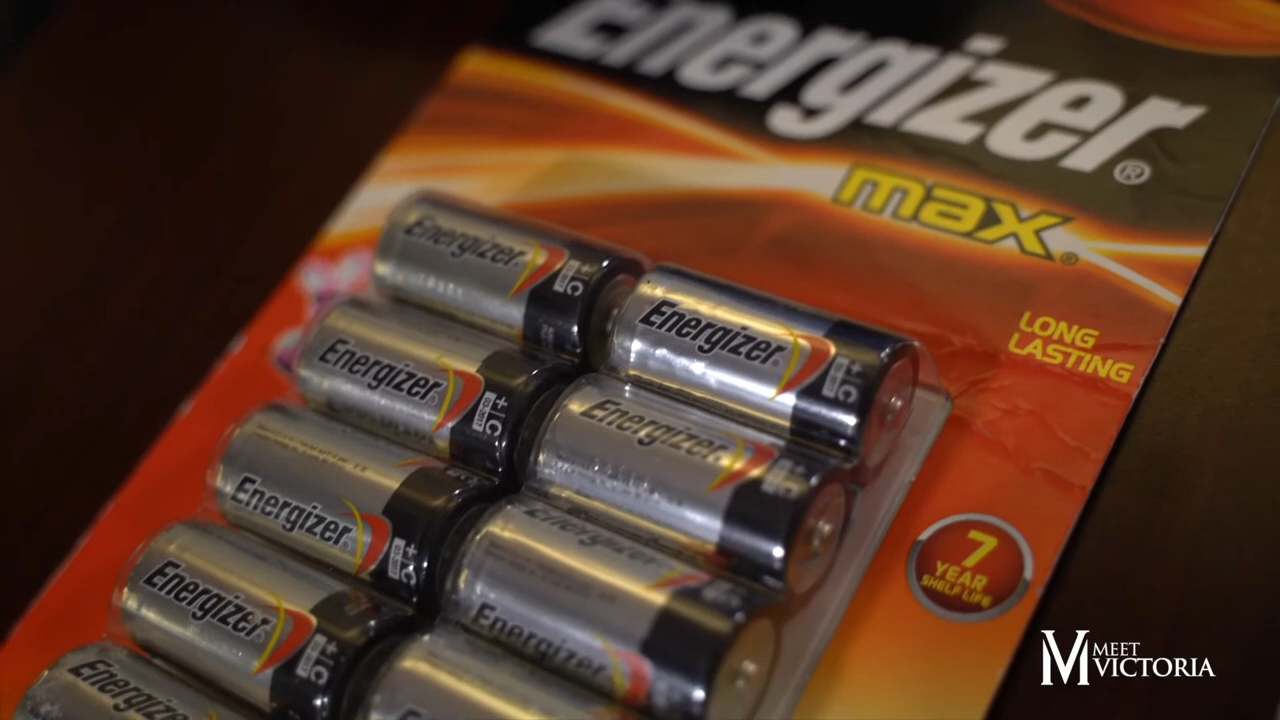 Energizer®
max®
LONG
LASTING
7
YEAR
SHELF LIFE
Energizer
C
Energizer
+ C
Energizer
+ C
Energizer
Energizer
+ C
Energizer
Energizer
+ C
Energizer
MEET
VICTORIA